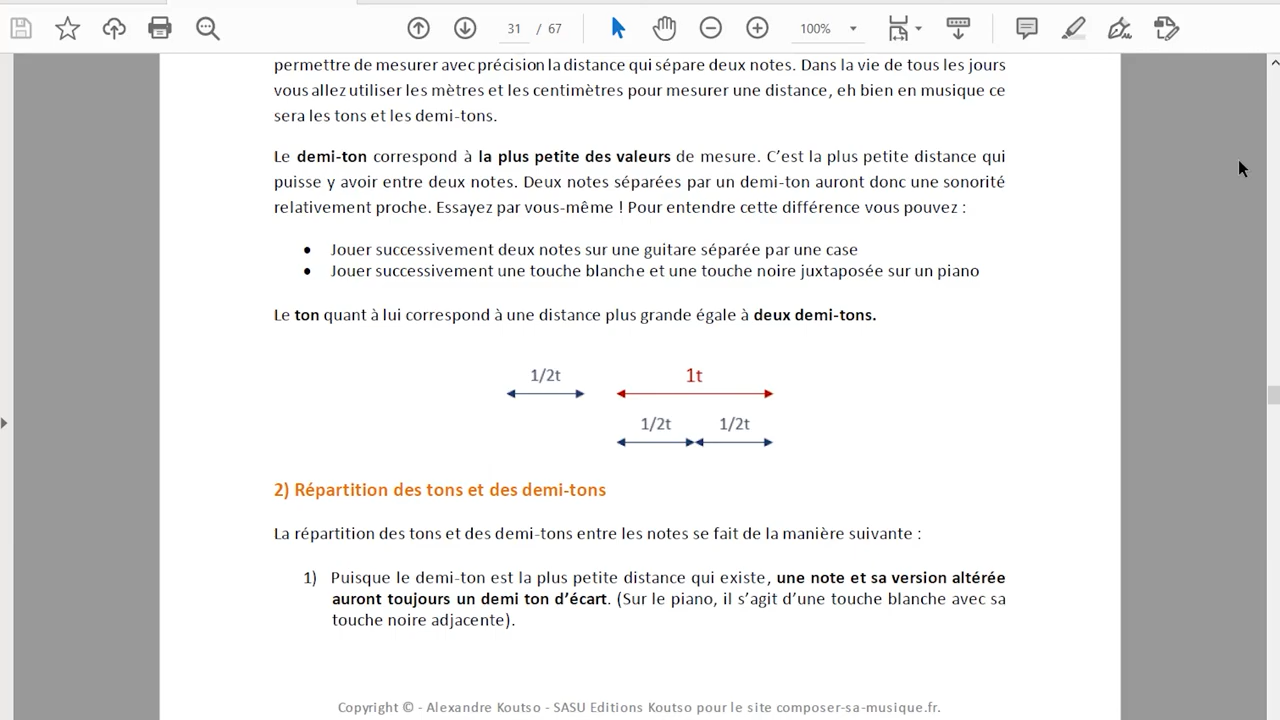 31 / 67
100%
permettre de mesurer avec précision la distance qui sépare deux notes. Dans la vie de tous les jours
vous allez utiliser les mètres et les centimètres pour mesurer une distance, eh bien en musique ce
sera les tons et les demi-tons.
Le demi-ton correspond à la plus petite des valeurs de mesure. C’est la plus petite distance qui
puisse y avoir entre deux notes. Deux notes séparées par un demi-ton auront donc une sonorité
relativement proche. Essayez par vous-même ! Pour entendre cette différence vous pouvez :
• Jouer successivement deux notes sur une guitare séparée par une case
• Jouer successivement une touche blanche et une touche noire juxtaposée sur un piano
Le ton quant à lui correspond à une distance plus grande égale à deux demi-tons.
1/2t 1t
1/2t 1/2t
2) Répartition des tons et des demi-tons
La répartition des tons et des demi-tons entre les notes se fait de la manière suivante :
1) Puisque le demi-ton est la plus petite distance qui existe, une note et sa version altérée
auront toujours un demi ton d’écart. (Sur le piano, il s’agit d’une touche blanche avec sa
touche noire adjacente).
Copyright © - Alexandre Koutso - SASU Editions Koutso pour le site composer-sa-musique.fr.